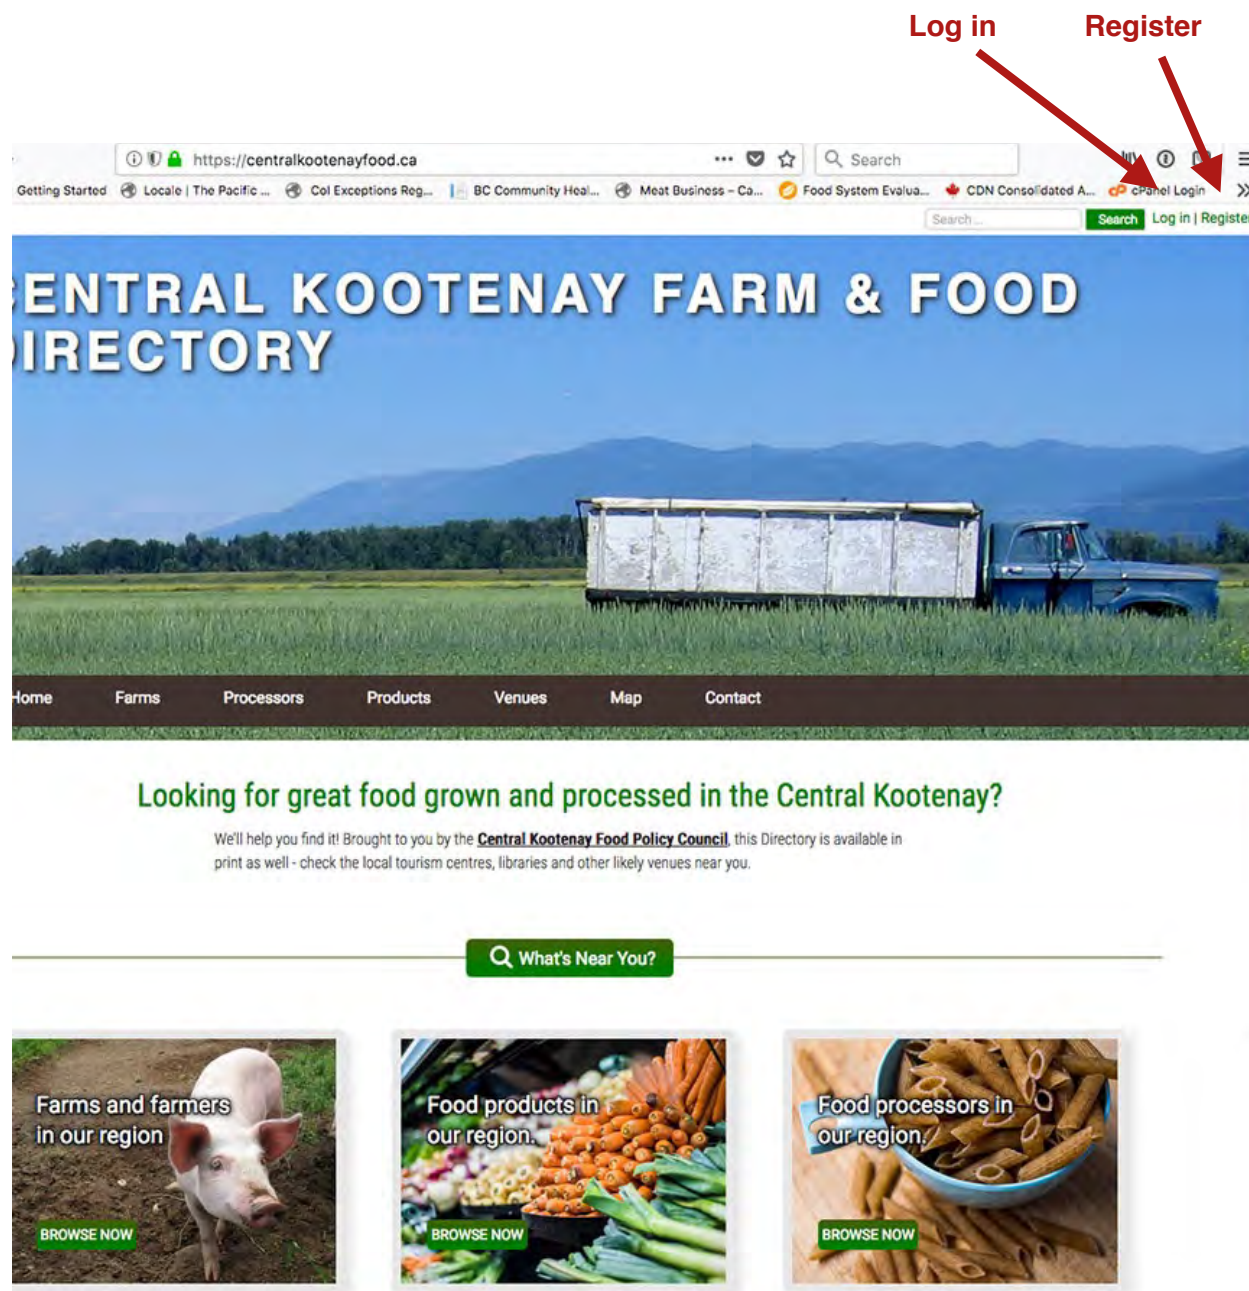 Log in Register
https://centralkootenayfood.ca Search
Getting Started Locale | The Pacific ... CoI Exceptions Reg... BC Community Heal... Meat Business – Ca... Food System Evalua... CDN Consolidated A... cPanel Login
Search ... Search Log in | Register
CENTRAL KOOTENAY FARM & FOOD
DIRECTORY
Home Farms Processors Products Venues Map Contact
Looking for great food grown and processed in the Central Kootenay?
We'll help you find it! Brought to you by the Central Kootenay Food Policy Council, this Directory is available in
print as well - check the local tourism centres, libraries and other likely venues near you.
What's Near You?
Farms and farmers
in our region
BROWSE NOW
Food products in
our region.
BROWSE NOW
Food processors in
our region.
BROWSE NOW